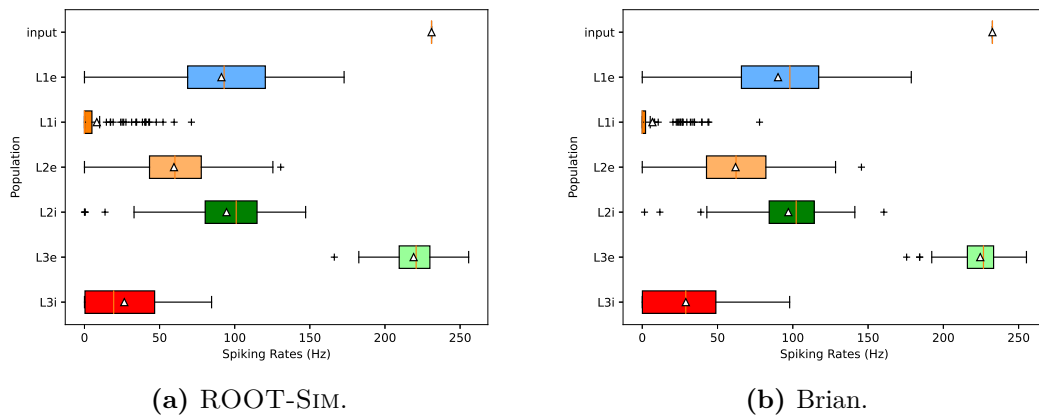 input
L1e
L1i
L2e
L2i
L3e
L3i
Population
0 50 100 150 200 250
Spiking Rates (Hz)
(a) ROOT-SIM.
input
L1e
L1i
L2e
L2i
L3e
L3i
Population
0 50 100 150 200 250
Spiking Rates (Hz)
(b) Brian.